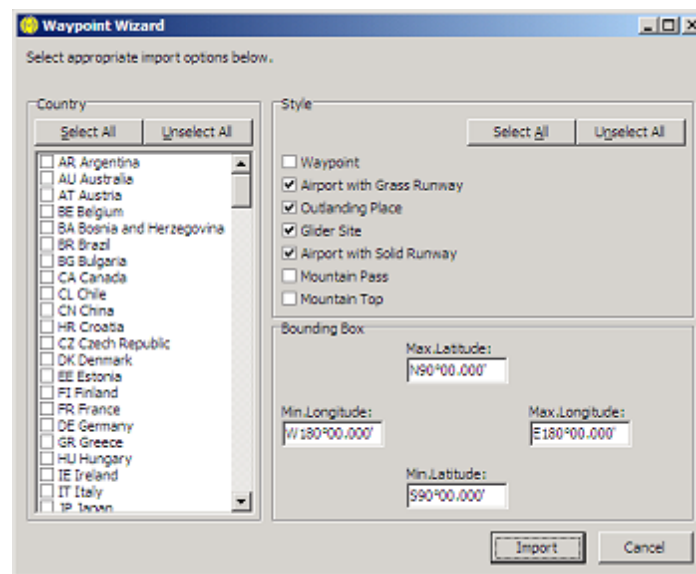 Waypoint Wizard
Select appropriate import options below.
Country
Select All Unselect All
AR Argentina
AU Australia
AT Austria
BE Belgium
BA Bosnia and Herzegovina
BR Brazil
BG Bulgaria
CA Canada
CL Chile
CN China
HR Croatia
CZ Czech Republic
DK Denmark
EE Estonia
FI Finland
FR France
DE Germany
GR Greece
HU Hungary
IE Ireland
IT Italy
JP Japan
Style
Select All Unselect All
Waypoint
Airport with Grass Runway
Outlanding Place
Glider Site
Airport with Solid Runway
Mountain Pass
Mountain Top
Bounding Box
Max.Latitude:
N90°00.000'
Min.Longitude: Max.Longitude:
W180°00.000' E180°00.000'
Min.Latitude:
S90°00.000'
Import Cancel